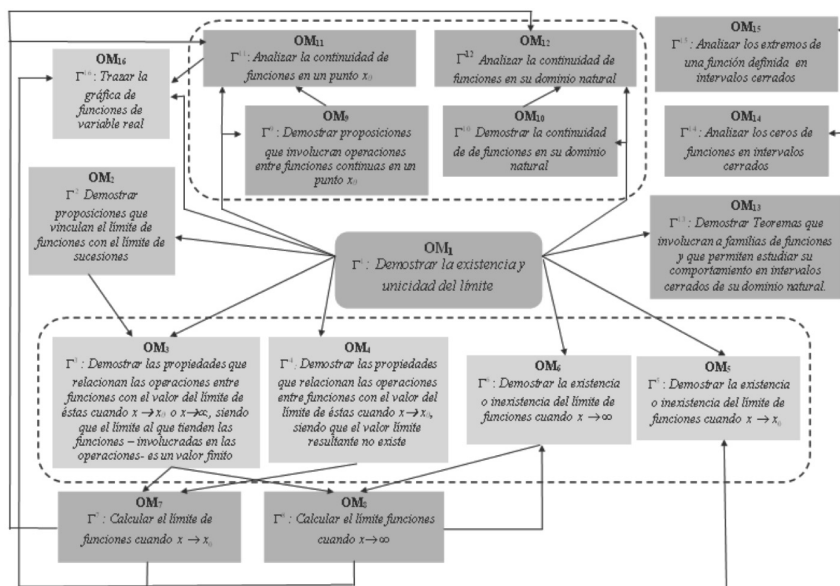 OM16
Γ16: Trazar la
gráfica de
funciones de
variable real
OM11
Γ11: Analizar la continuidad de
funciones en un punto x0
OM12
Γ12 Analizar la continuidad de
funciones en su dominio natural
OM15
Γ15: Analizar los extremos de
una función definida en
intervalos cerrados
OM9
Γ9: Demostrar proposiciones
que involucran operaciones
entre funciones continuas en un
punto x0
OM10
Γ10 Demostrar la continuidad
de de funciones en su dominio
natural
OM14
Γ14: Analizar los ceros de
funciones en intervalos
cerrados
OM2
Γ2 Demostrar
proposiciones que
vinculan el límite de
funciones con el límite de
sucesiones
OM1
Γ1: Demostrar la existencia y
unicidad del límite
OM13
Γ13: Demostrar Teoremas que
involucran a familias de funciones
y que permiten estudiar su
comportamiento en intervalos
cerrados de su dominio natural.
OM3
Γ3: Demostrar las propiedades que
relacionan las operaciones entre
funciones con el valor del límite de
éstas cuando x→x0 o x→∞, siendo
que el límite al que tienden las
funciones – involucradas en las
operaciones- es un valor finito
OM4
Γ4: Demostrar las propiedades
que relacionan las operaciones
entre funciones con el valor del
límite de éstas cuando x→x0,
siendo que el valor límite
resultante no existe
OM6
Γ6: Demostrar la existencia
o inexistencia del límite de
funciones cuando x→∞
OM5
Γ5: Demostrar la existencia
o inexistencia del límite de
funciones cuando x→x0
OM7
Γ7: Calcular el límite de
funciones cuando x→x0
OM8
Γ8: Calcular el límite funciones
cuando x→∞